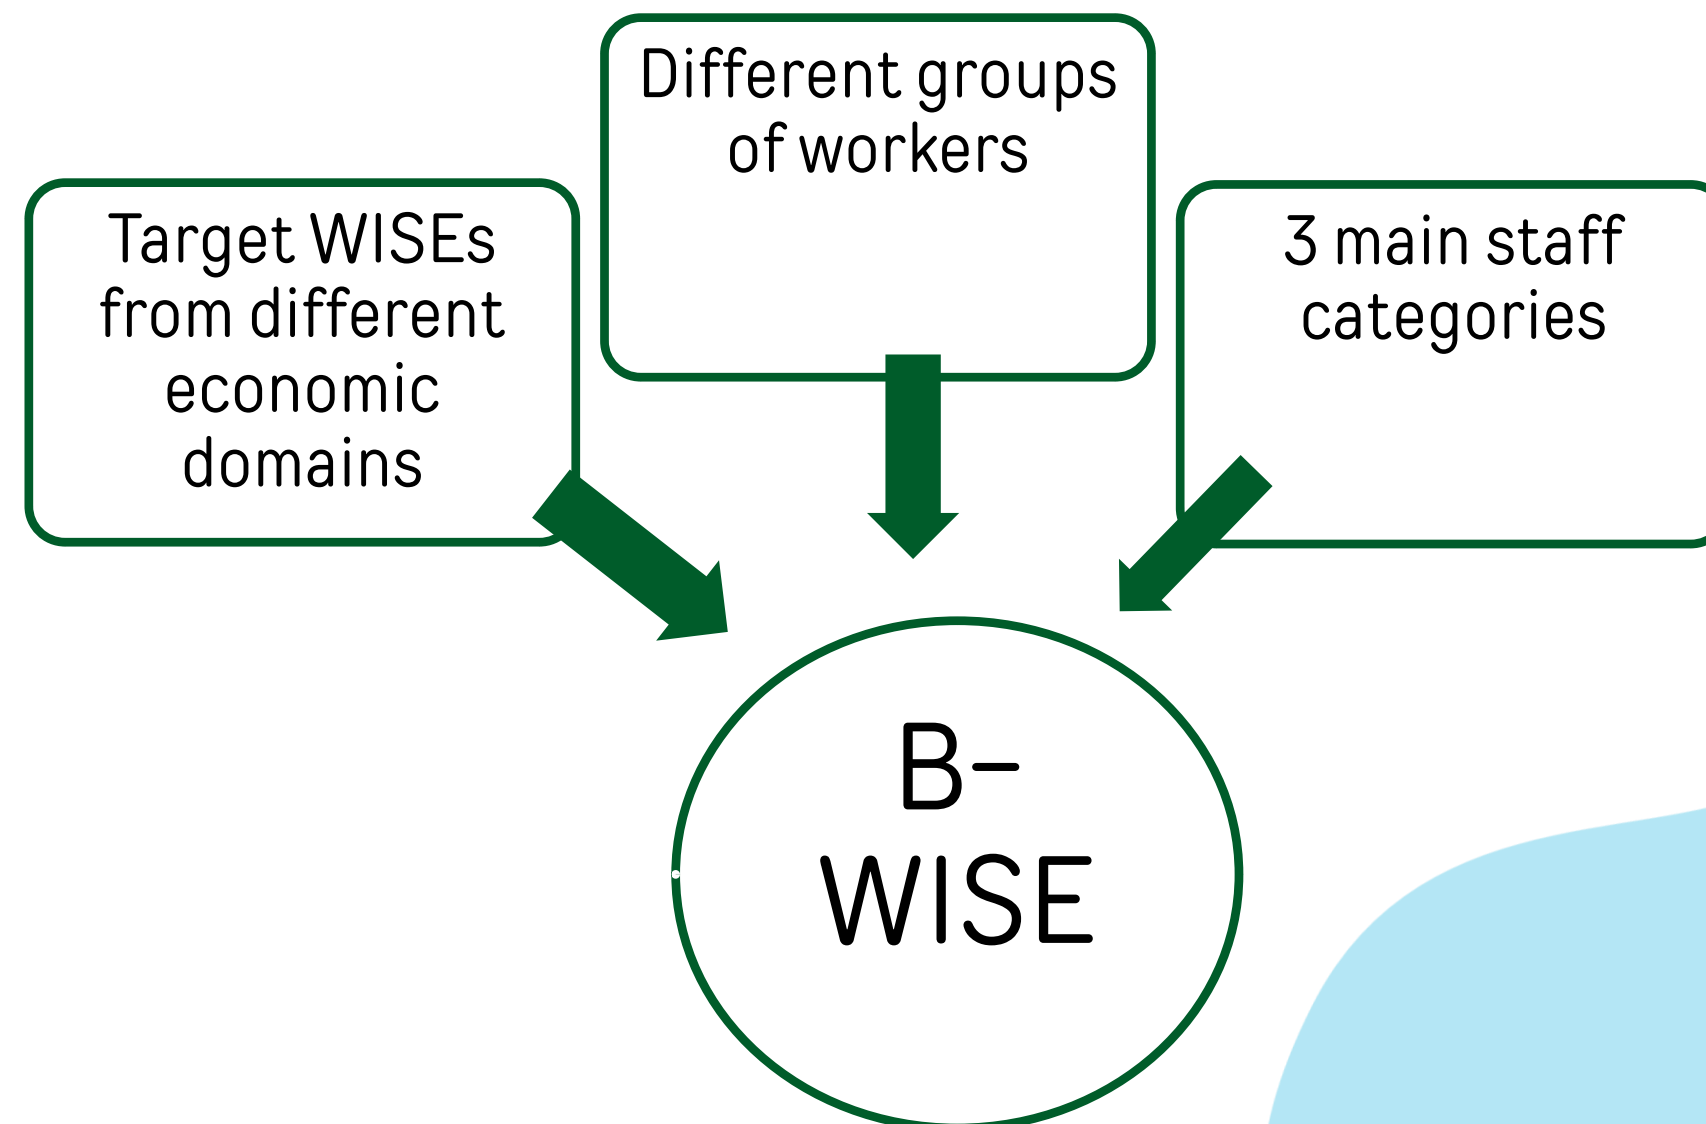 Different groups
of workers
Target WISEs
from different
economic
domains
3 main staff
categories
B-
WISE